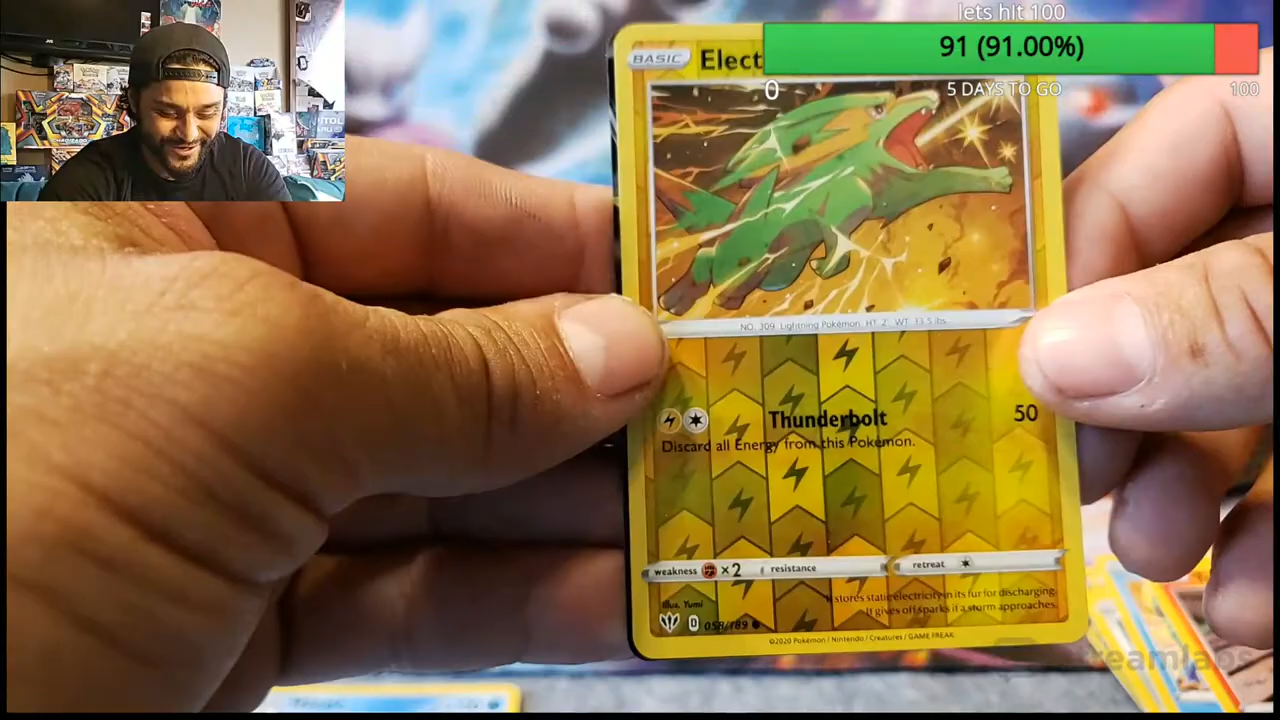 lets hit 100
91 (91.00%)
0
5 DAYS TO GO
100
BASIC
Elect
NO. 309 Lightning Pokémon HT 2' WT 33.5 lbs
Thunderbolt
50
Discard all Energy from this Pokémon.
weakness ×2 resistance retreat
It stores static electricity in its fur for discharging.
It gives off sparks if a storm approaches.
Illus. Yumi
D 058/189
©2020 Pokémon / Nintendo / Creatures / GAME FREAK
reamlabs